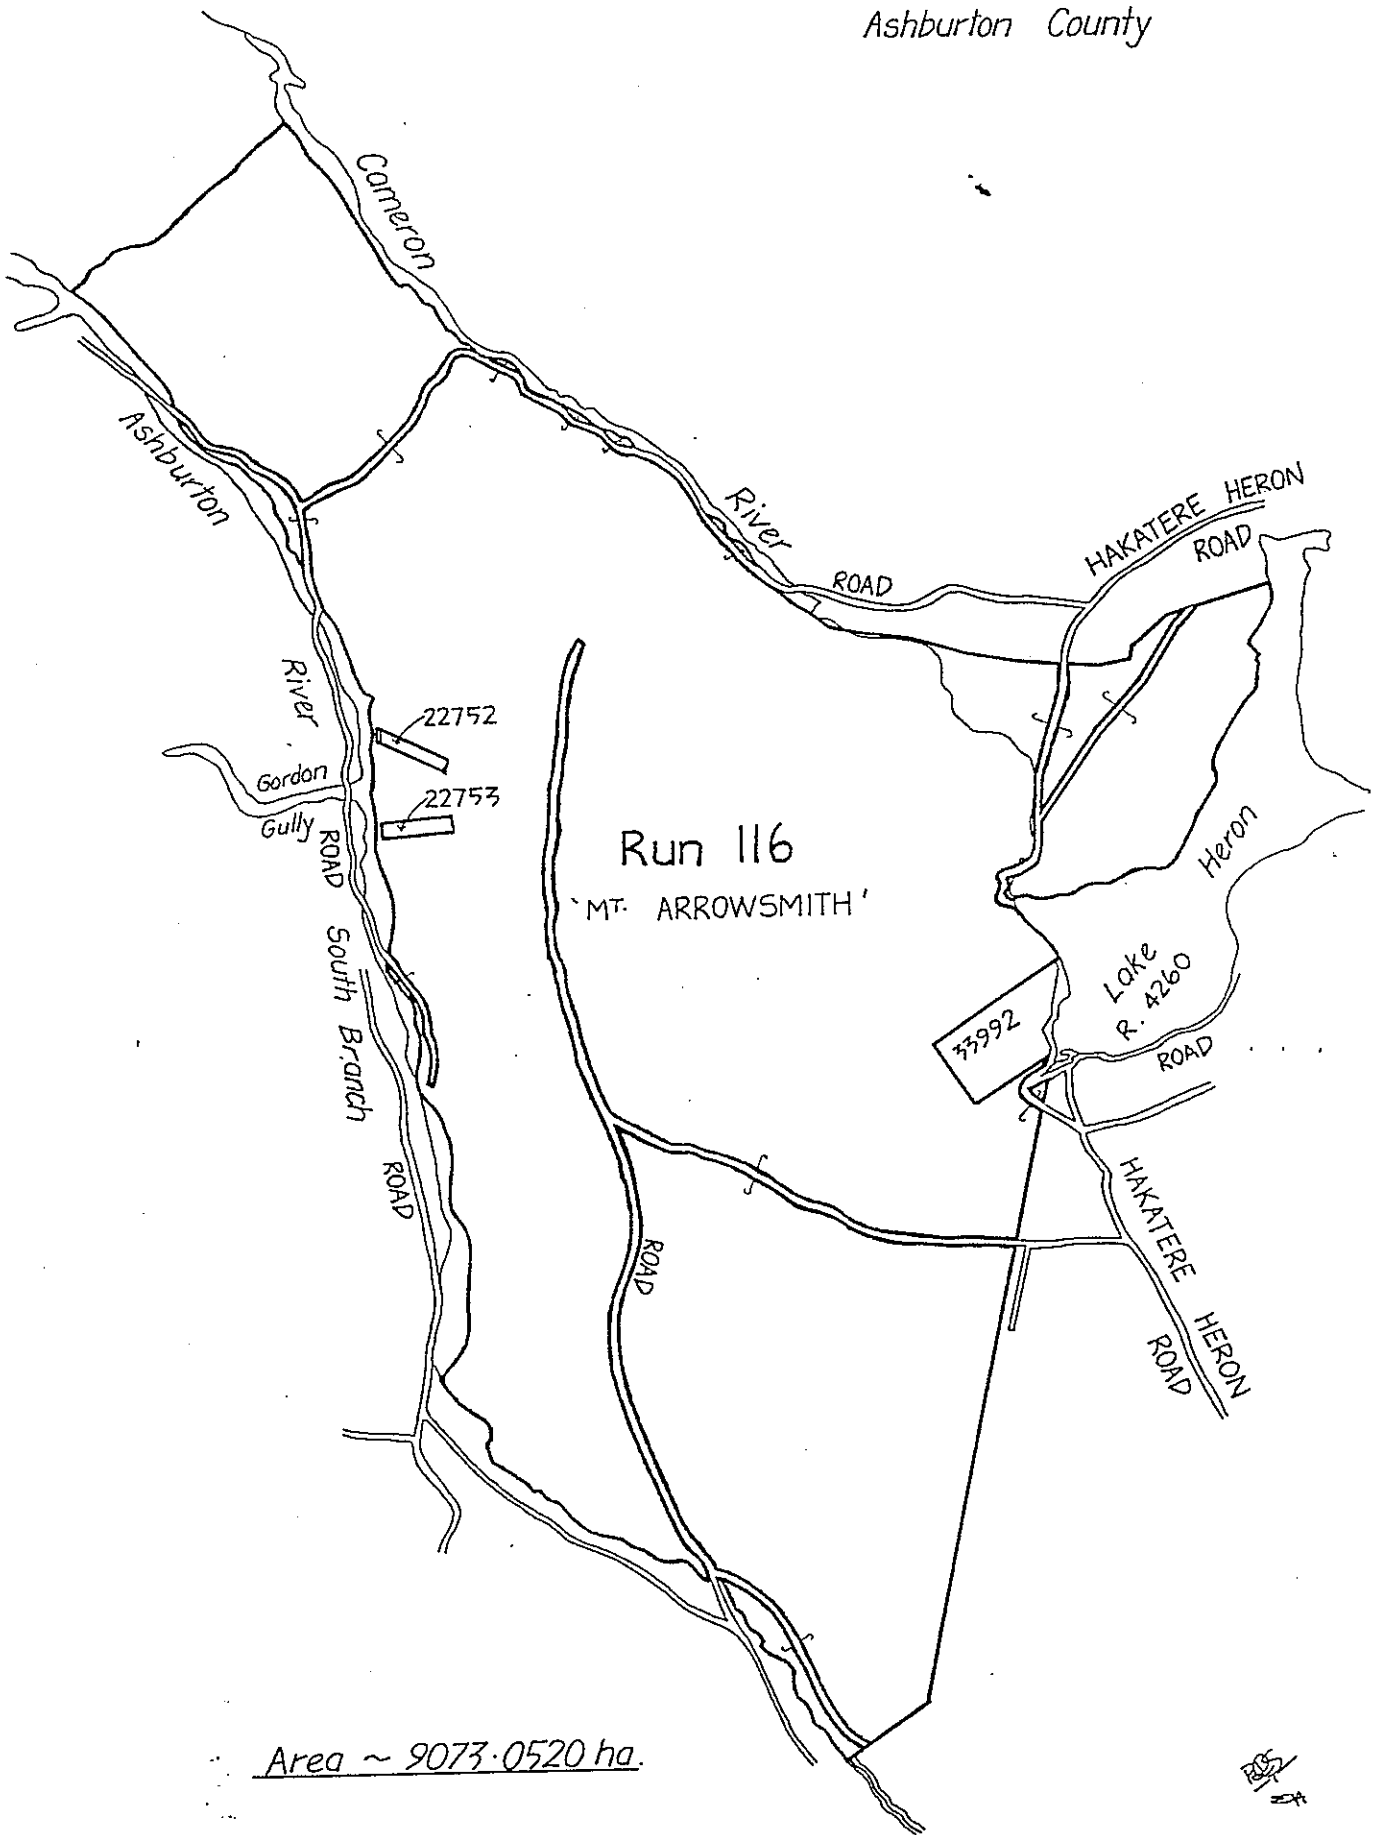 Ashburton County
Cameron
River
Ashburton
River
HAKATERE HERON
ROAD
ROAD
22752
Gordon
Gully
22753
ROAD
Run 116
'MT. ARROWSMITH'
Heron
Lake
R. 4260
33992
ROAD
South Branch
ROAD
ROAD
HAKATERE HERON
ROAD
Area ~ 9073·0520 ha.